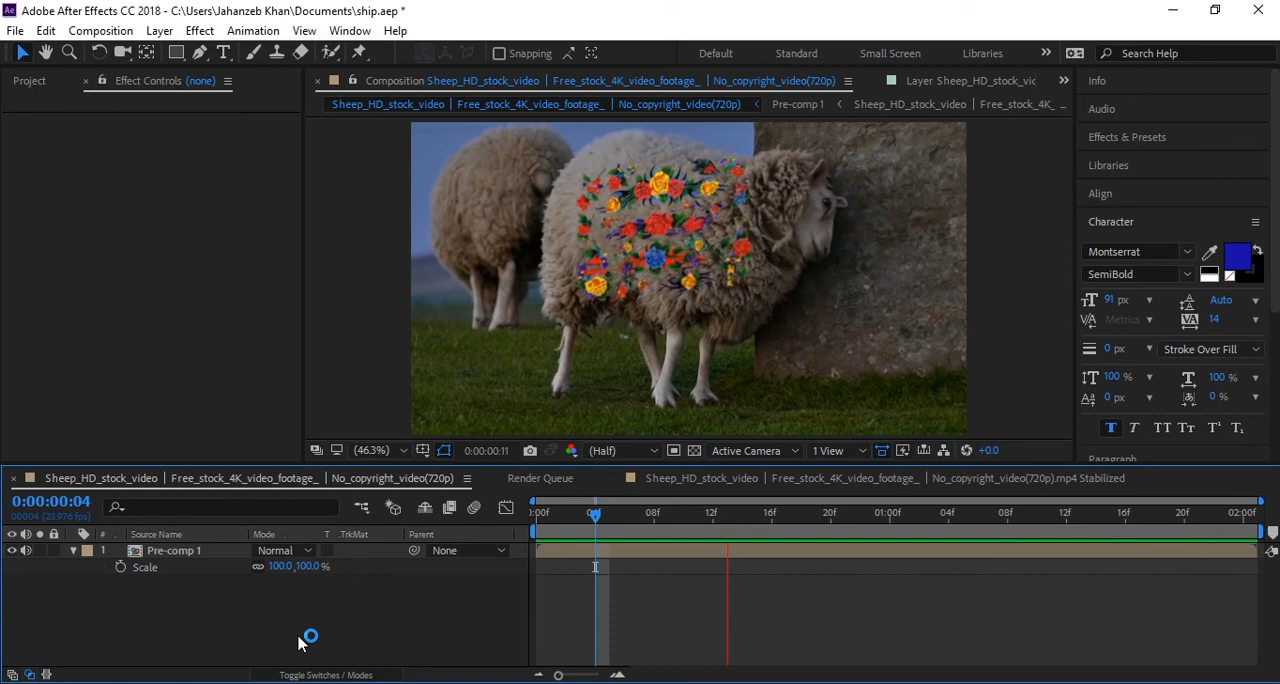 Adobe After Effects CC 2018 - C:\Users\Jahanzeb Khan\Documents\ship.aep *
File Edit Composition Layer Effect Animation View Window Help
Snapping Default Standard Small Screen Libraries Search Help
Project × Effect Controls (none) × Composition Sheep_HD_stock_video | Free_stock_4K_video_footage_ | No_copyright_video(720p) Layer Sheep_HD_stock_vic
Sheep_HD_stock_video | Free_stock_4K_video_footage_ | No_copyright_video(720p) Pre-comp 1 Sheep_HD_stock_video | Free_stock_4K_
Info
Audio
Effects & Presets
Libraries
Align
Character
Montserrat
SemiBold
91 px Auto
Metrics 14
0 px Stroke Over Fill
100 % 100 %
0 px 0 %
T T TT Tт T¹ T₁
Paragraph
(46.3%) 0:00:00:11 (Half) Active Camera 1 View +0.0
× Sheep_HD_stock_video | Free_stock_4K_video_footage_ | No_copyright_video(720p) Render Queue Sheep_HD_stock_video | Free_stock_4K_video_footage_ | No_copyright_video(720p).mp4 Stabilized
0:00:00:04
00004 (23.976 fps)
:00f 04f 08f 12f 16f 20f 01:00f 04f 08f 12f 16f 20f 02:00f
# Source Name Mode T .TrkMat Parent
1 Pre-comp 1 Normal None
Scale 100.0,100.0 %
Toggle Switches / Modes